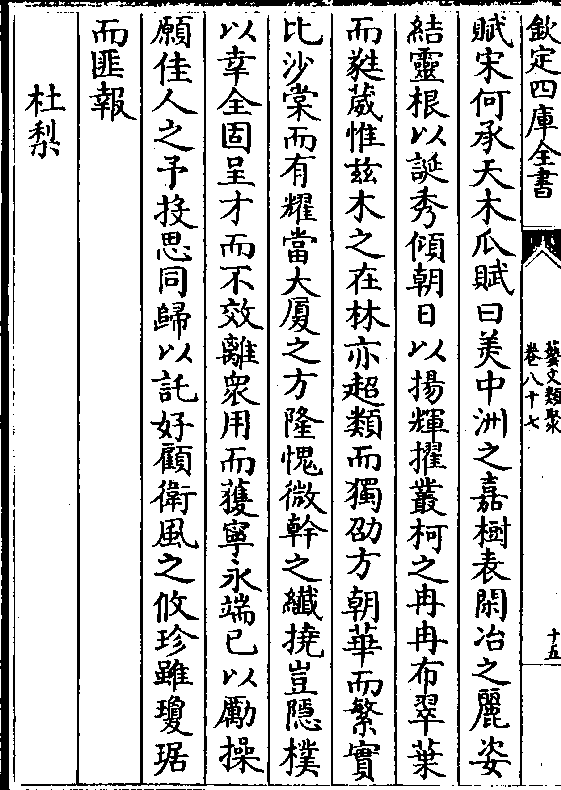 欽定四庫全書
藝文類聚
卷八十七
十五
賦宋何承天木瓜賦曰美中洲之嘉樹表閑冶之麗姿
結靈根以誕秀傾朝日以揚輝擢叢柯之冉冉布翠葉
而蕤葳惟兹木之在林亦超類而獨劭方朝華而繁實
比沙棠而有耀當大厦之方隆愧微幹之纎撓豈隱樸
以幸全固呈才而不效離衆用而獲寧永端已以勵操
願佳人之予投思同歸以託好顧衛風之攸珍雖瓊琚
而匪報
杜梨